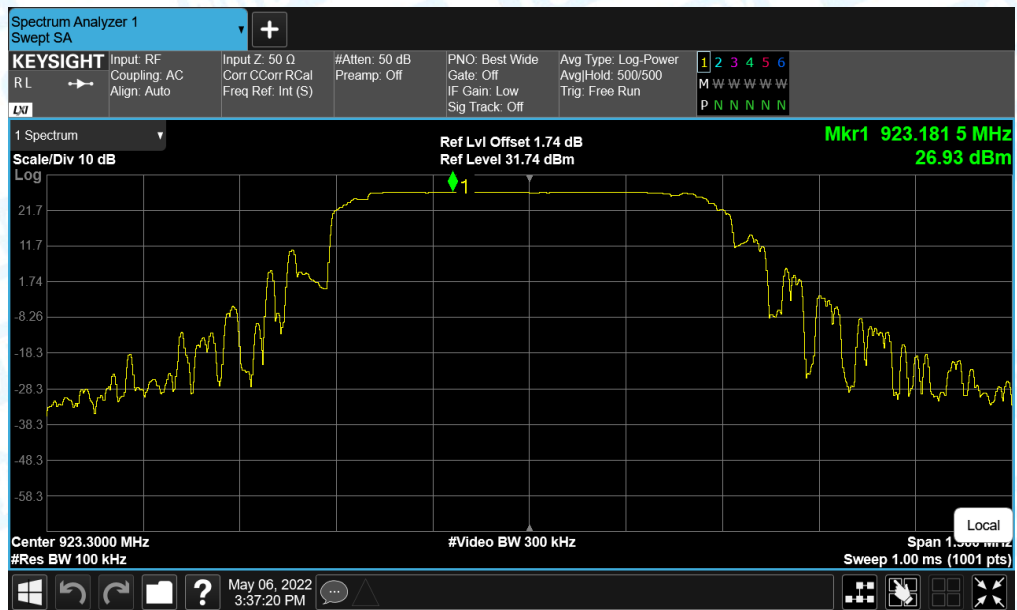 Spectrum Analyzer 1
Swept SA
+
KEYSIGHT
R L
LXI
Input: RF
Coupling: AC
Align: Auto
Input Z: 50 Ω
Corr CCorr RCal
Freq Ref: Int (S)
#Atten: 50 dB
Preamp: Off
PNO: Best Wide
Gate: Off
IF Gain: Low
Sig Track: Off
Avg Type: Log-Power
Avg|Hold: 500/500
Trig: Free Run
1 2 3 4 5 6
M W W W W W W
P N N N N N N
1 Spectrum
Scale/Div 10 dB
Log
Ref Lvl Offset 1.74 dB
Ref Level 31.74 dBm
Mkr1 923.181 5 MHz
26.93 dBm
1
21.7
11.7
1.74
-8.26
-18.3
-28.3
-38.3
-48.3
-58.3
Local
Center 923.3000 MHz
#Res BW 100 kHz
#Video BW 300 kHz
Span 1.500 MHz
Sweep 1.00 ms (1001 pts)
?
May 06, 2022
3:37:20 PM